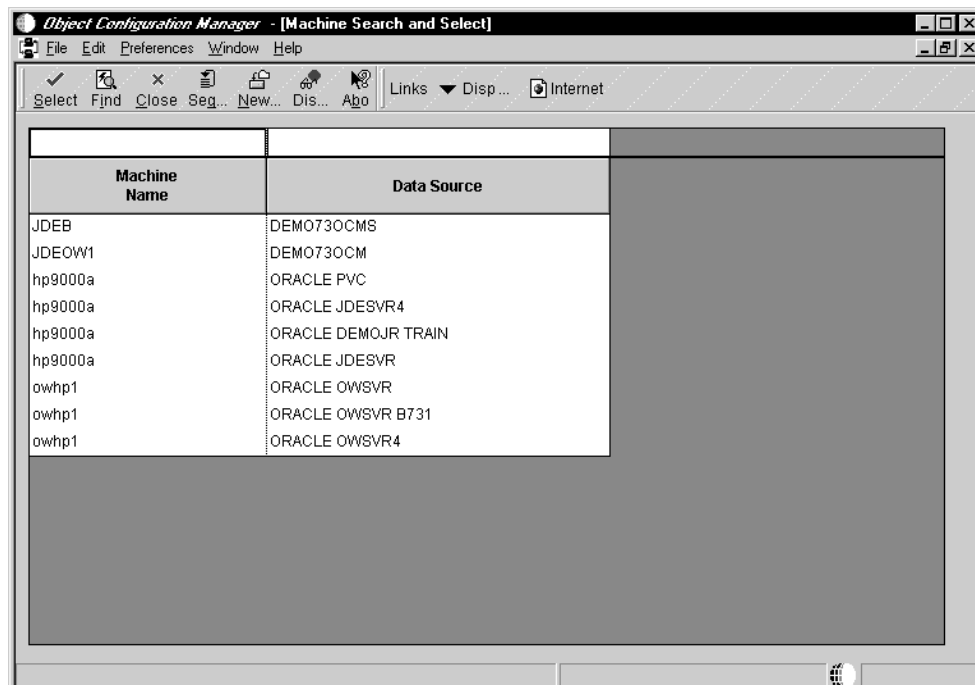 Object Configuration Manager - [Machine Search and Select]
File Edit Preferences Window Help
Select Find Close Seq... New... Dis... Abo Links Disp ... Internet
Machine Name Data Source
JDEB DEMO73OCMS
JDEOW1 DEMO73OCM
hp9000a ORACLE PVC
hp9000a ORACLE JDESVR4
hp9000a ORACLE DEMOJR TRAIN
hp9000a ORACLE JDESVR
owhp1 ORACLE OWSVR
owhp1 ORACLE OWSVR B731
owhp1 ORACLE OWSVR4